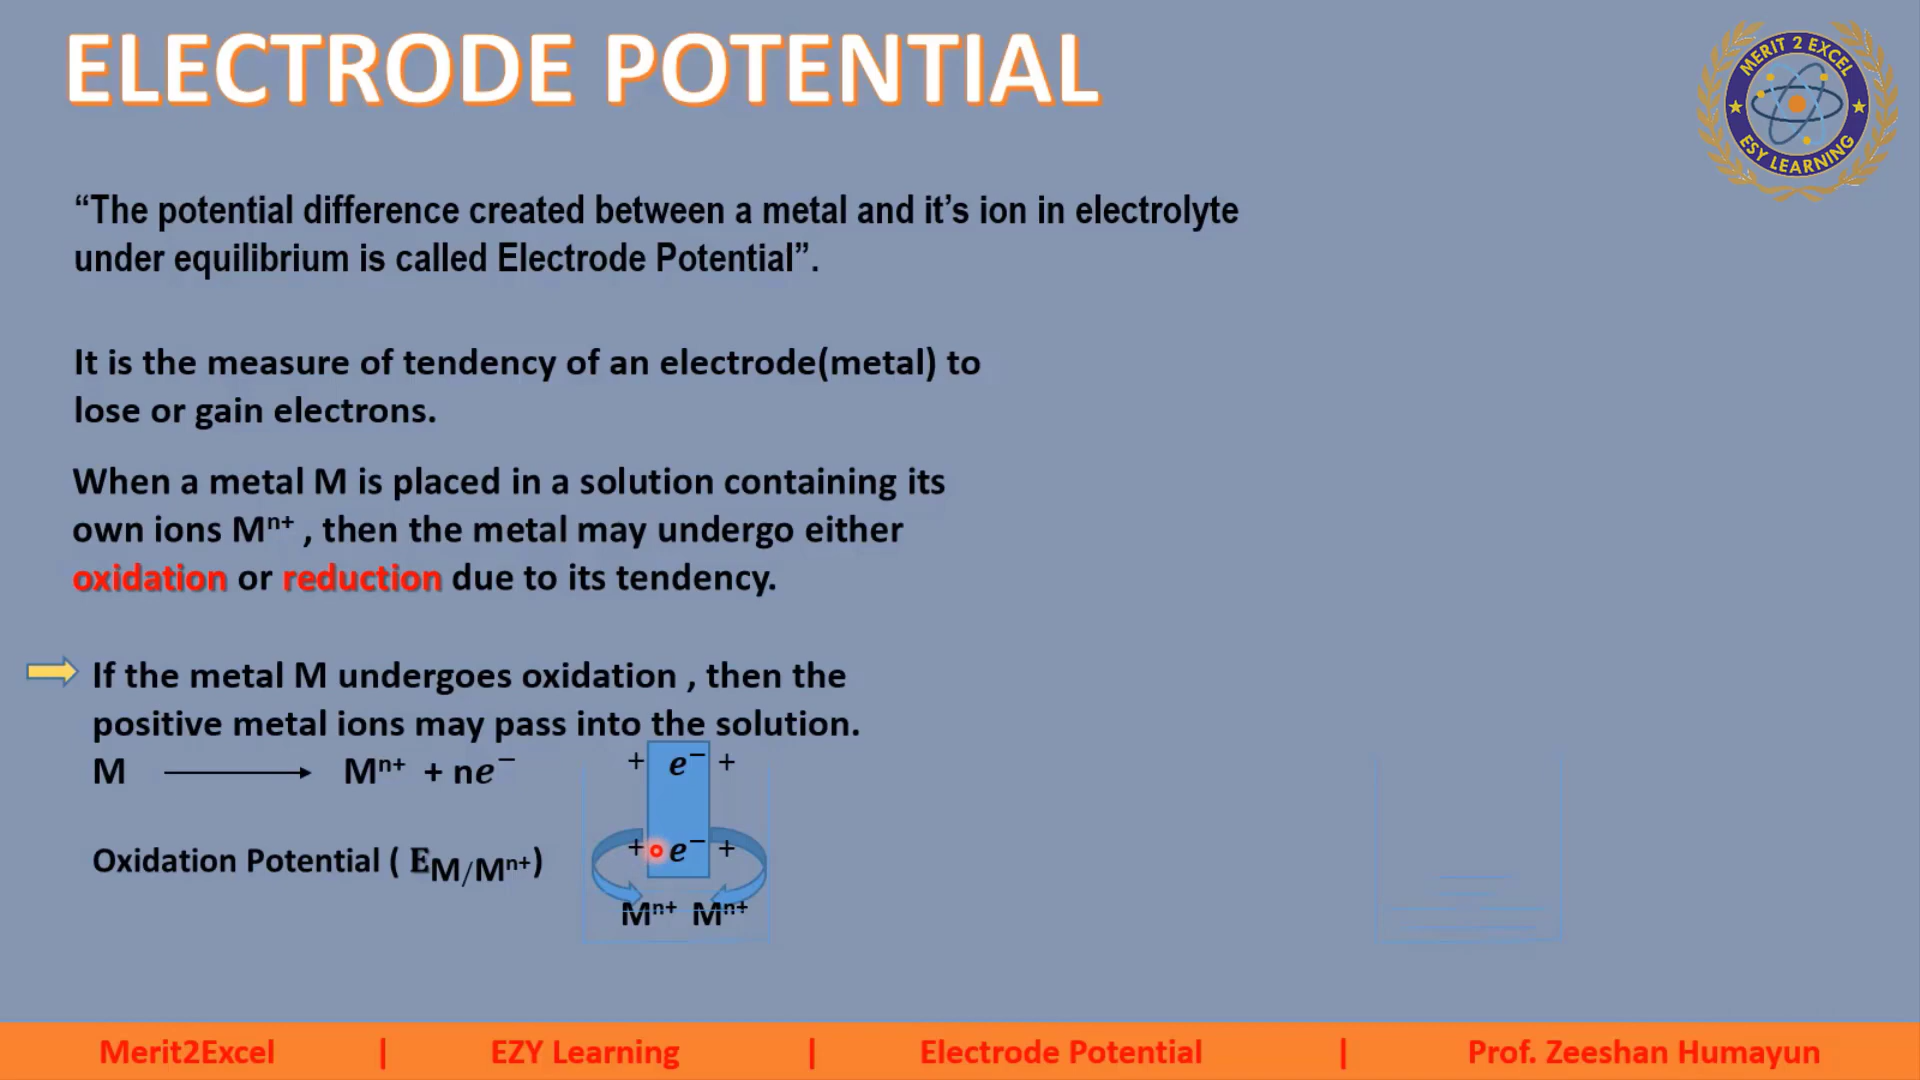 ELECTRODE POTENTIAL
MERIT 2 EXCEL
ESY LEARNING
“The potential difference created between a metal and it’s ion in electrolyte
under equilibrium is called Electrode Potential”.
It is the measure of tendency of an electrode(metal) to
lose or gain electrons.
When a metal M is placed in a solution containing its
own ions Mⁿ⁺ , then the metal may undergo either
oxidation or reduction due to its tendency.
If the metal M undergoes oxidation , then the
positive metal ions may pass into the solution.
M ⟶ Mⁿ⁺ + ne⁻
+ e⁻ +
Oxidation Potential ( E_M/Mⁿ⁺)
+ e⁻ +
Mⁿ⁺ Mⁿ⁺
Merit2Excel | EZY Learning | Electrode Potential | Prof. Zeeshan Humayun